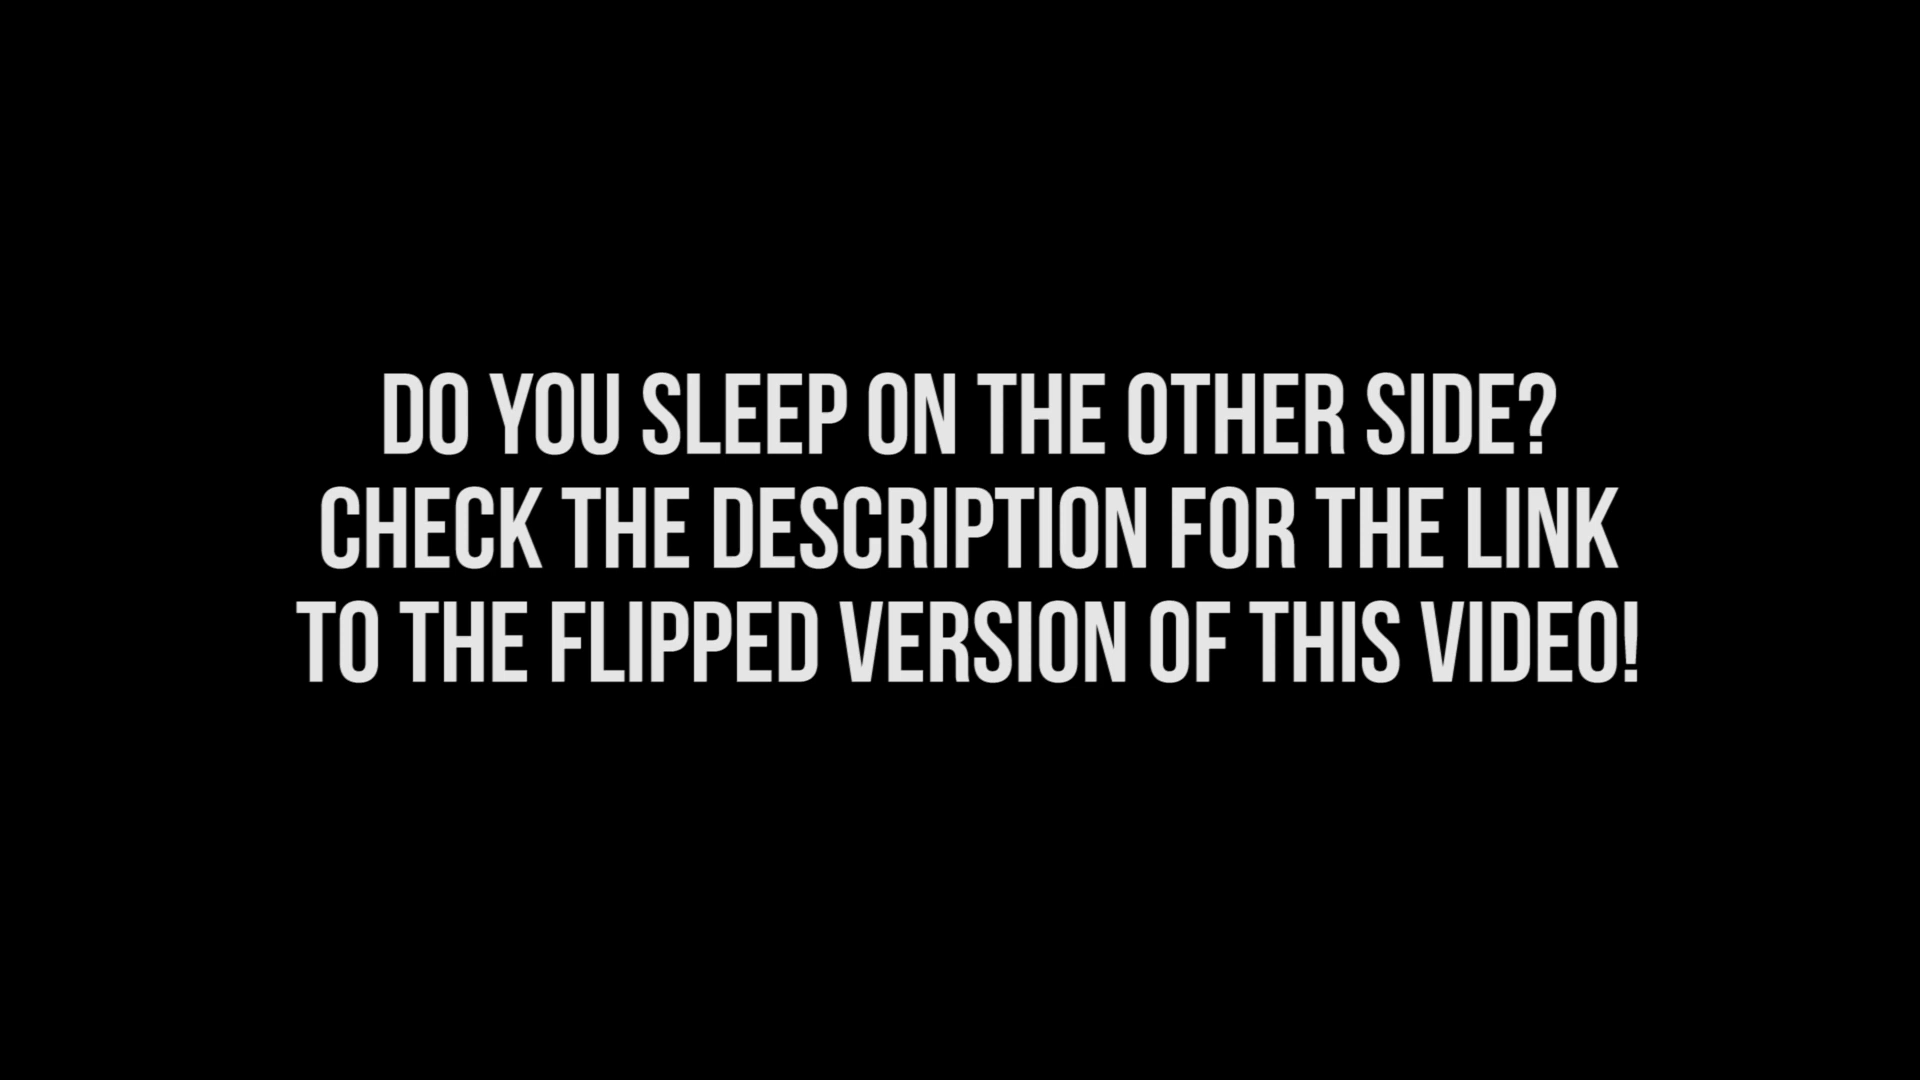 DO YOU SLEEP ON THE OTHER SIDE?
CHECK THE DESCRIPTION FOR THE LINK
TO THE FLIPPED VERSION OF THIS VIDEO!